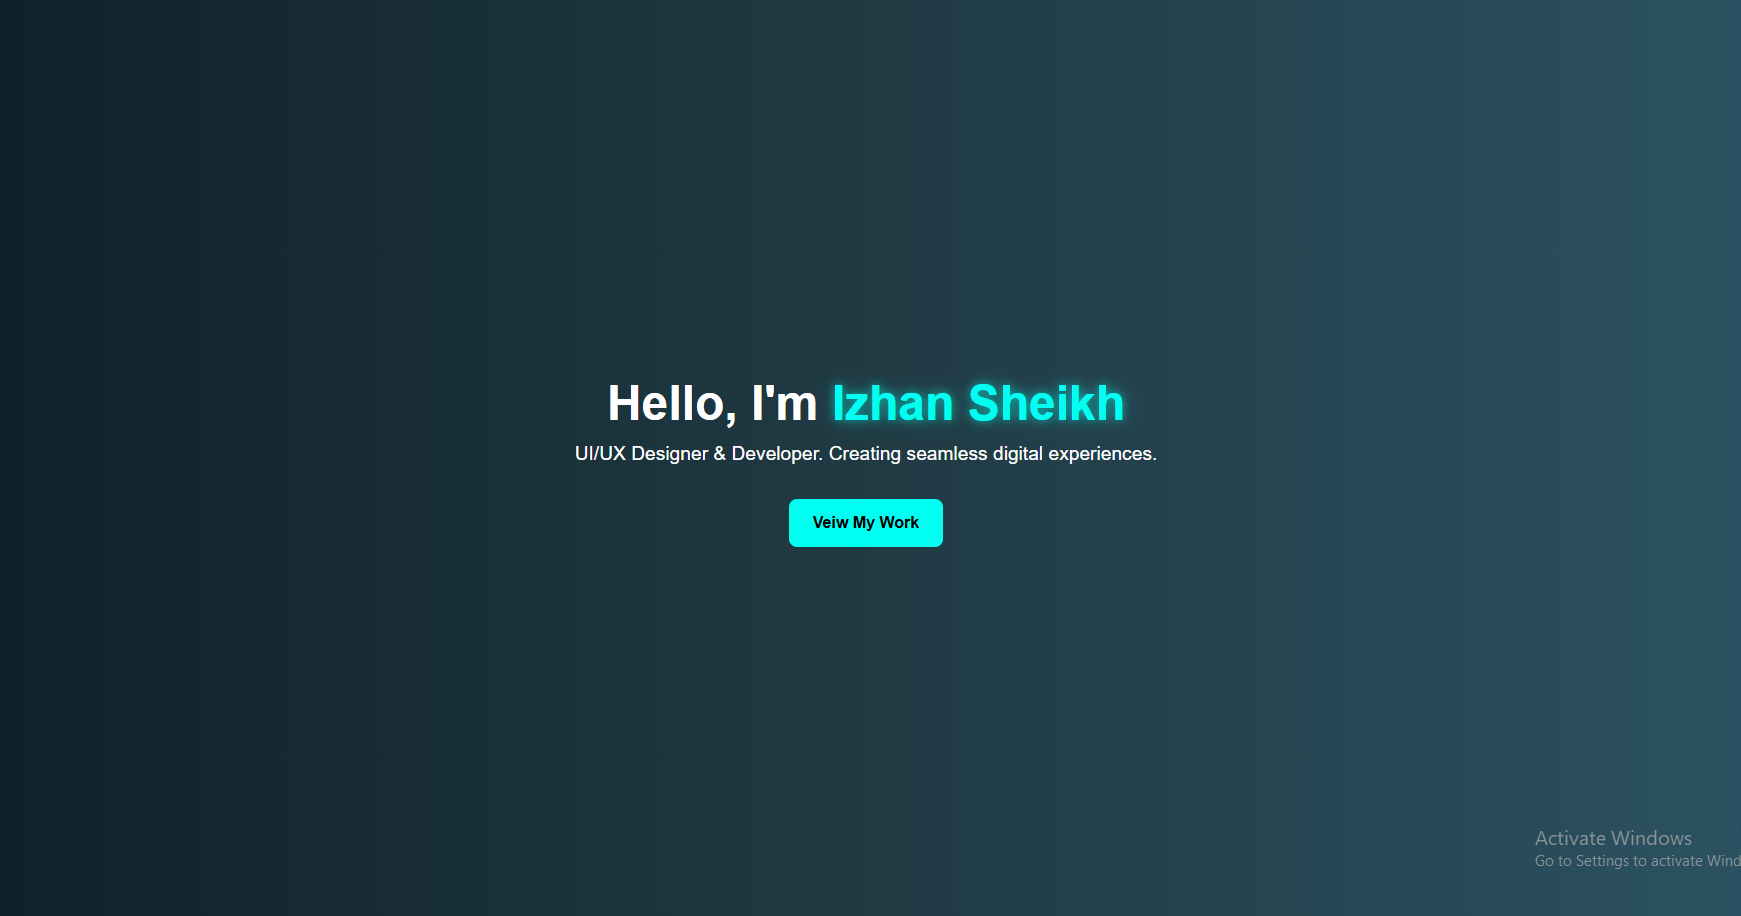 Hello, I'm Izhan Sheikh
UI/UX Designer & Developer. Creating seamless digital experiences.
Veiw My Work
Activate Windows
Go to Settings to activate Wind